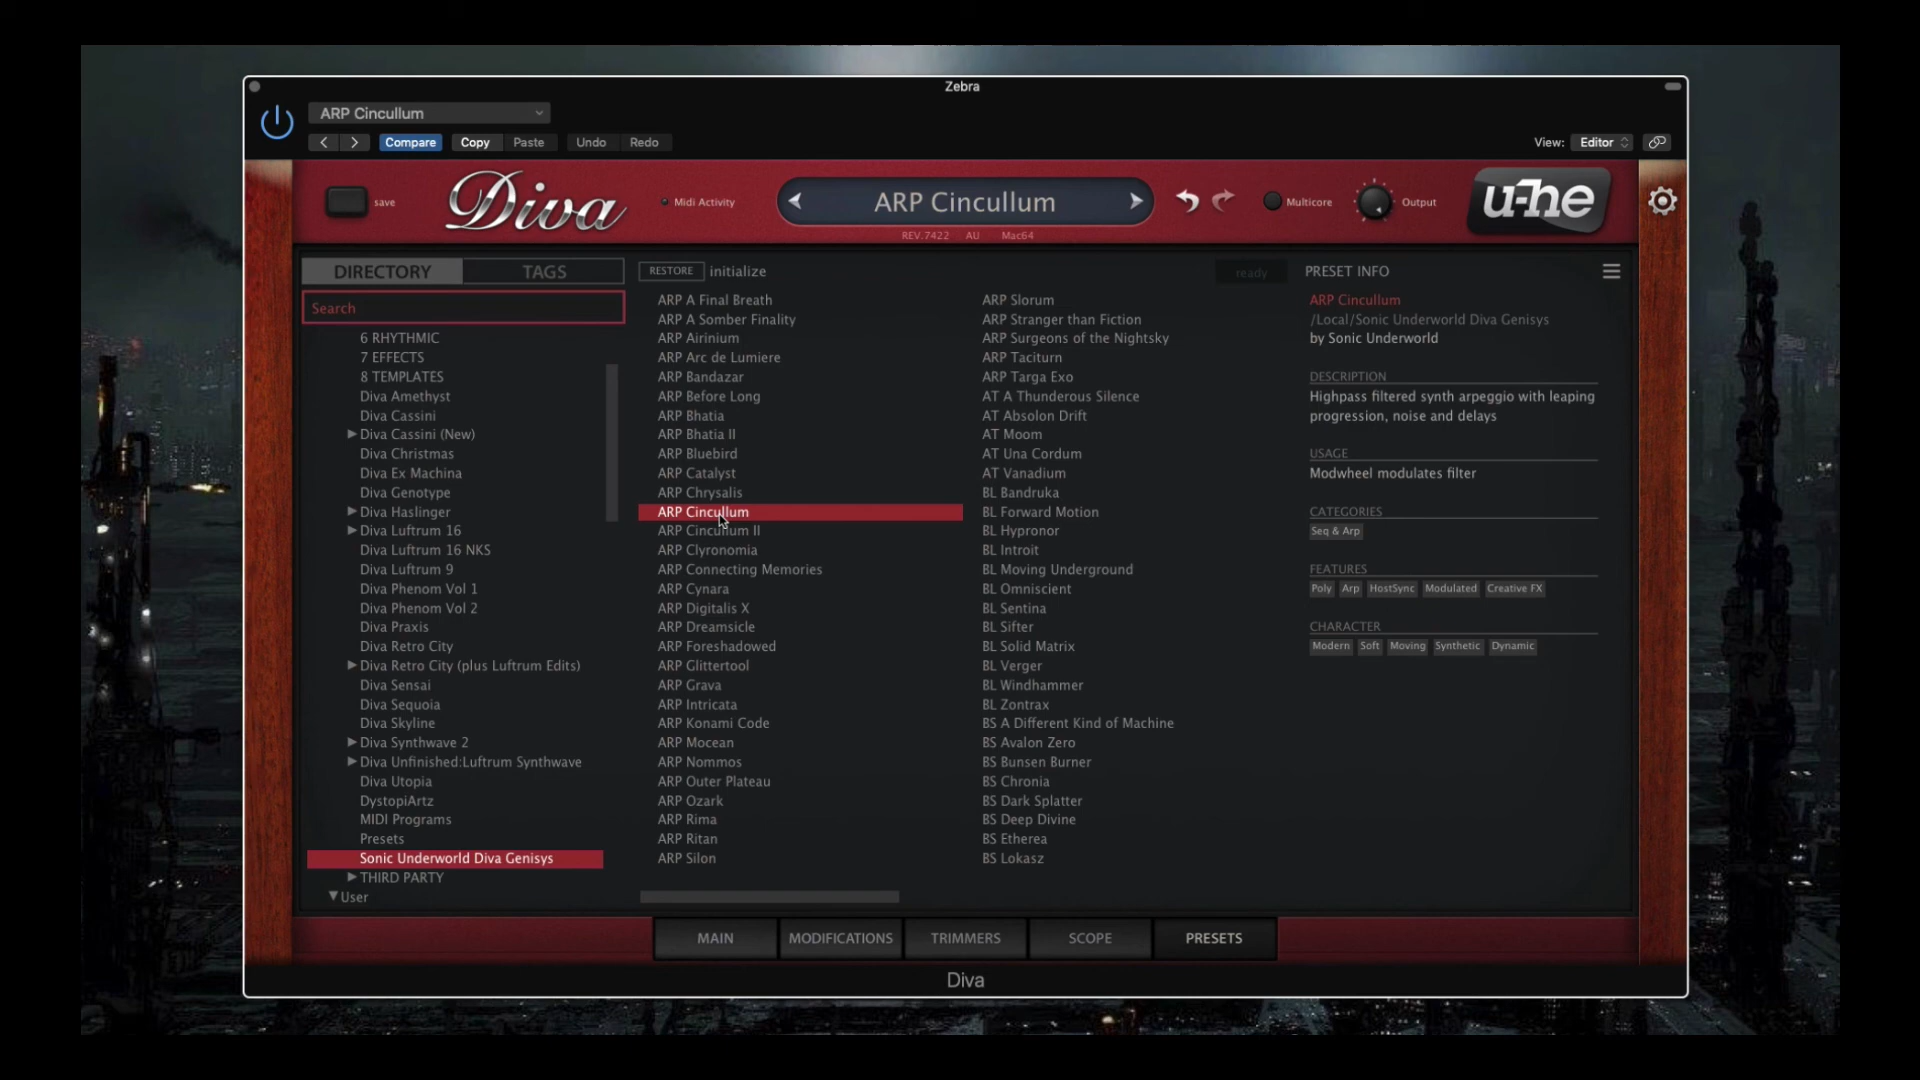 Zebra
ARP Cincullum
Compare Copy Paste Undo Redo View: Editor
save Diva Midi Activity ARP Cincullum Multicore Output u-he
REV.7422 AU Mac64
DIRECTORY TAGS
Search
6 RHYTHMIC
7 EFFECTS
8 TEMPLATES
Diva Amethyst
Diva Cassini
Diva Cassini (New)
Diva Christmas
Diva Ex Machina
Diva Genotype
Diva Haslinger
Diva Luftrum 16
Diva Luftrum 16 NKS
Diva Luftrum 9
Diva Phenom Vol 1
Diva Phenom Vol 2
Diva Praxis
Diva Retro City
Diva Retro City (plus Luftrum Edits)
Diva Sensai
Diva Sequoia
Diva Skyline
Diva Synthwave 2
Diva Unfinished:Luftrum Synthwave
Diva Utopia
DystopiArtz
MIDI Programs
Presets
Sonic Underworld Diva Genisys
THIRD PARTY
User
RESTORE initialize ready
ARP A Final Breath
ARP A Somber Finality
ARP Airinium
ARP Arc de Lumiere
ARP Bandazar
ARP Before Long
ARP Bhatia
ARP Bhatia II
ARP Bluebird
ARP Catalyst
ARP Chrysalis
ARP Cincullum
ARP Cincullum II
ARP Clyronomia
ARP Connecting Memories
ARP Cynara
ARP Digitalis X
ARP Dreamsicle
ARP Foreshadowed
ARP Glittertool
ARP Grava
ARP Intricata
ARP Konami Code
ARP Mocean
ARP Nommos
ARP Outer Plateau
ARP Ozark
ARP Rima
ARP Ritan
ARP Silon
ARP Slorum
ARP Stranger than Fiction
ARP Surgeons of the Nightsky
ARP Taciturn
ARP Targa Exo
AT A Thunderous Silence
AT Absolon Drift
AT Moom
AT Una Cordum
AT Vanadium
BL Bandruka
BL Forward Motion
BL Hypronor
BL Introit
BL Moving Underground
BL Omniscient
BL Sentina
BL Sifter
BL Solid Matrix
BL Verger
BL Windhammer
BL Zontrax
BS A Different Kind of Machine
BS Avalon Zero
BS Bunsen Burner
BS Chronia
BS Dark Splatter
BS Deep Divine
BS Etherea
BS Lokasz
PRESET INFO
ARP Cincullum
/Local/Sonic Underworld Diva Genisys
by Sonic Underworld
DESCRIPTION
Highpass filtered synth arpeggio with leaping
progression, noise and delays
USAGE
Modwheel modulates filter
CATEGORIES
Seq & Arp
FEATURES
Poly Arp HostSync Modulated Creative FX
CHARACTER
Modern Soft Moving Synthetic Dynamic
MAIN MODIFICATIONS TRIMMERS SCOPE PRESETS
Diva